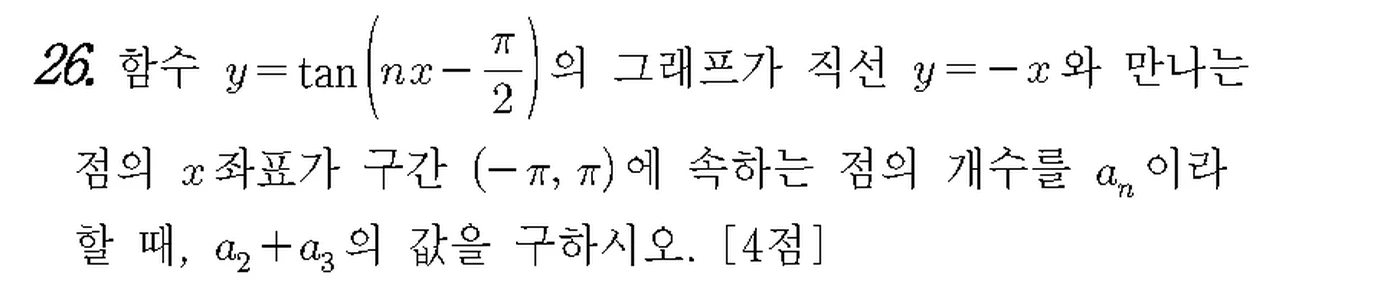 26. 함수 y=tan(nx-π/2)의 그래프가 직선 y=-x와 만나는
점의 x좌표가 구간 (-π, π)에 속하는 점의 개수를 aₙ이라
할 때, a₂+a₃의 값을 구하시오. [4점]